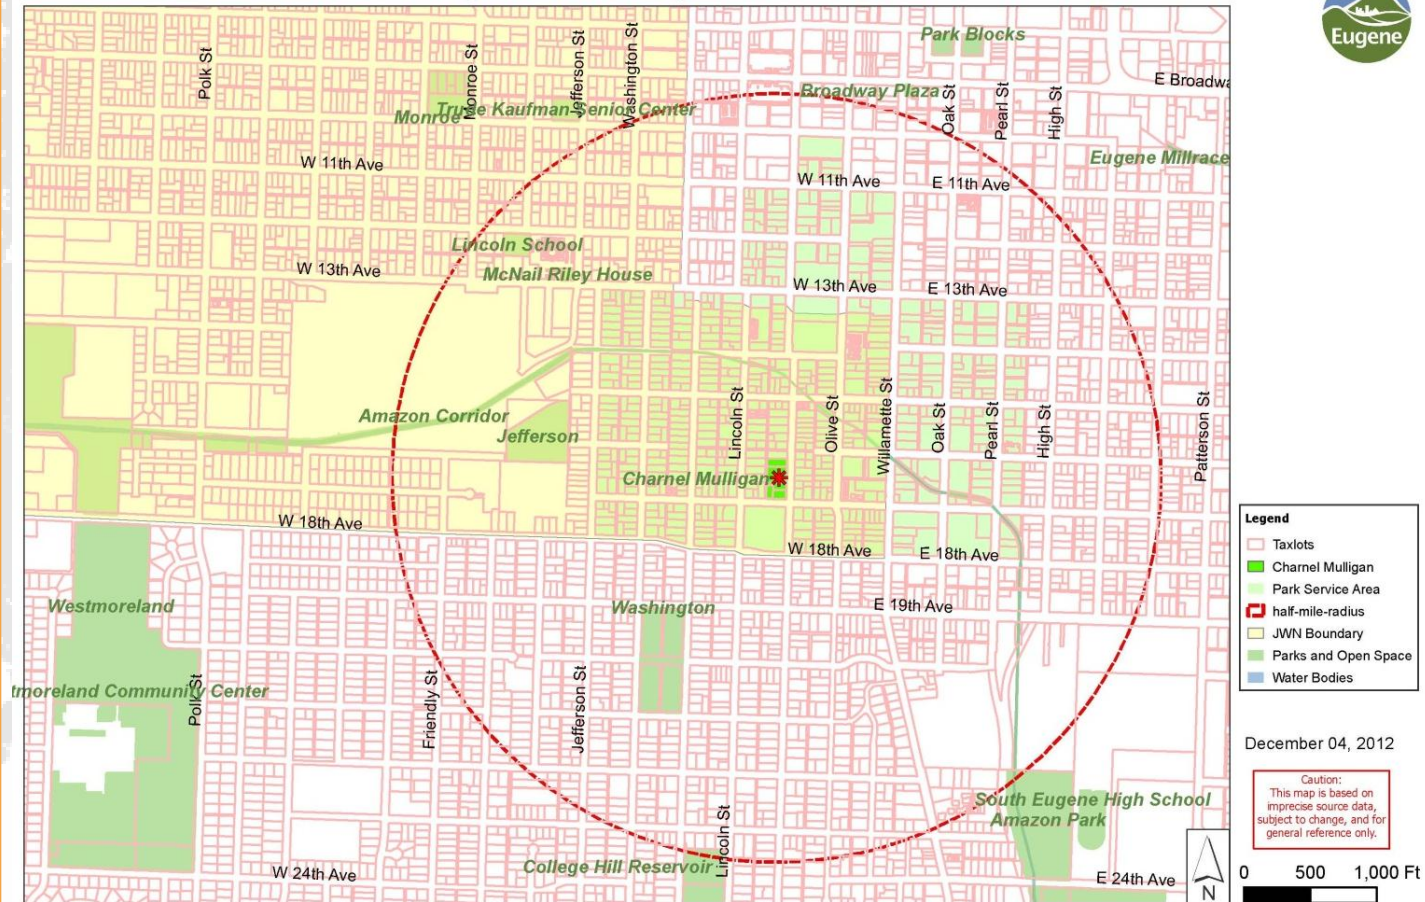 Eugene
Park Blocks
Polk St
Monroe St
Jefferson St
Washington St
E Broadwa
Broadway Plaza
Oak St
Pearl St
High St
Kaufman Senior Center
Monroe
W 11th Ave
Eugene Millrace
W 11th Ave
E 11th Ave
Lincoln School
W 13th Ave
McNail Riley House
W 13th Ave
E 13th Ave
Lincoln St
Olive St
Willamette St
Oak St
Pearl St
High St
Patterson St
Amazon Corridor
Jefferson
Charnel Mulligan
W 18th Ave
W 18th Ave
E 18th Ave
Westmoreland
Washington
E 19th Ave
tmoreland Community Center
Polk St
Friendly St
Jefferson St
Lincoln St
South Eugene High School
Amazon Park
College Hill Reservoir
W 24th Ave
E 24th Ave
N
Legend
Taxlots
Charnel Mulligan
Park Service Area
half-mile-radius
JWN Boundary
Parks and Open Space
Water Bodies
December 04, 2012
Caution:
This map is based on
imprecise source data,
subject to change, and for
general reference only.
0 500 1,000 Ft